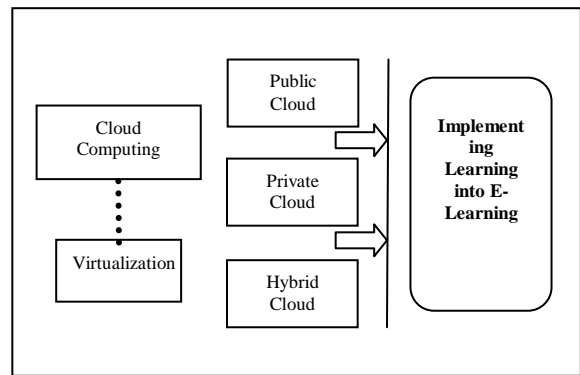 Cloud
Computing
Virtualization
Public
Cloud
Private
Cloud
Hybrid
Cloud
Implement
ing
Learning
into E-
Learning